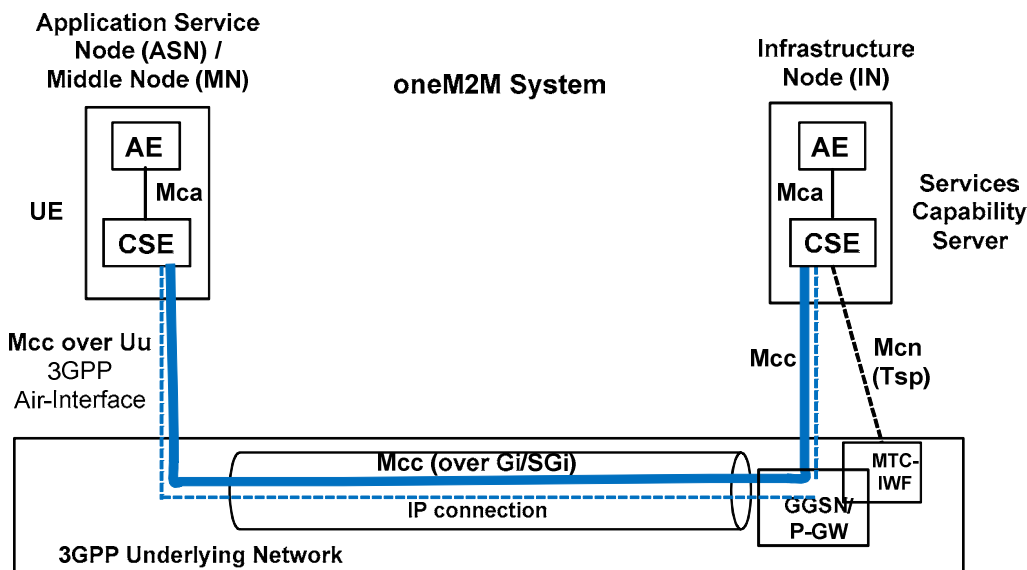 Application Service
Node (ASN) /
Middle Node (MN)
oneM2M System
Infrastructure
Node (IN)
AE
Mca
CSE
UE
AE
Mca
CSE
Services
Capability
Server
Mcc over Uu
3GPP
Air-Interface
Mcc
Mcn
(Tsp)
Mcc (over Gi/SGi)
IP connection
MTC-
IWF
GGSN/
P-GW
3GPP Underlying Network